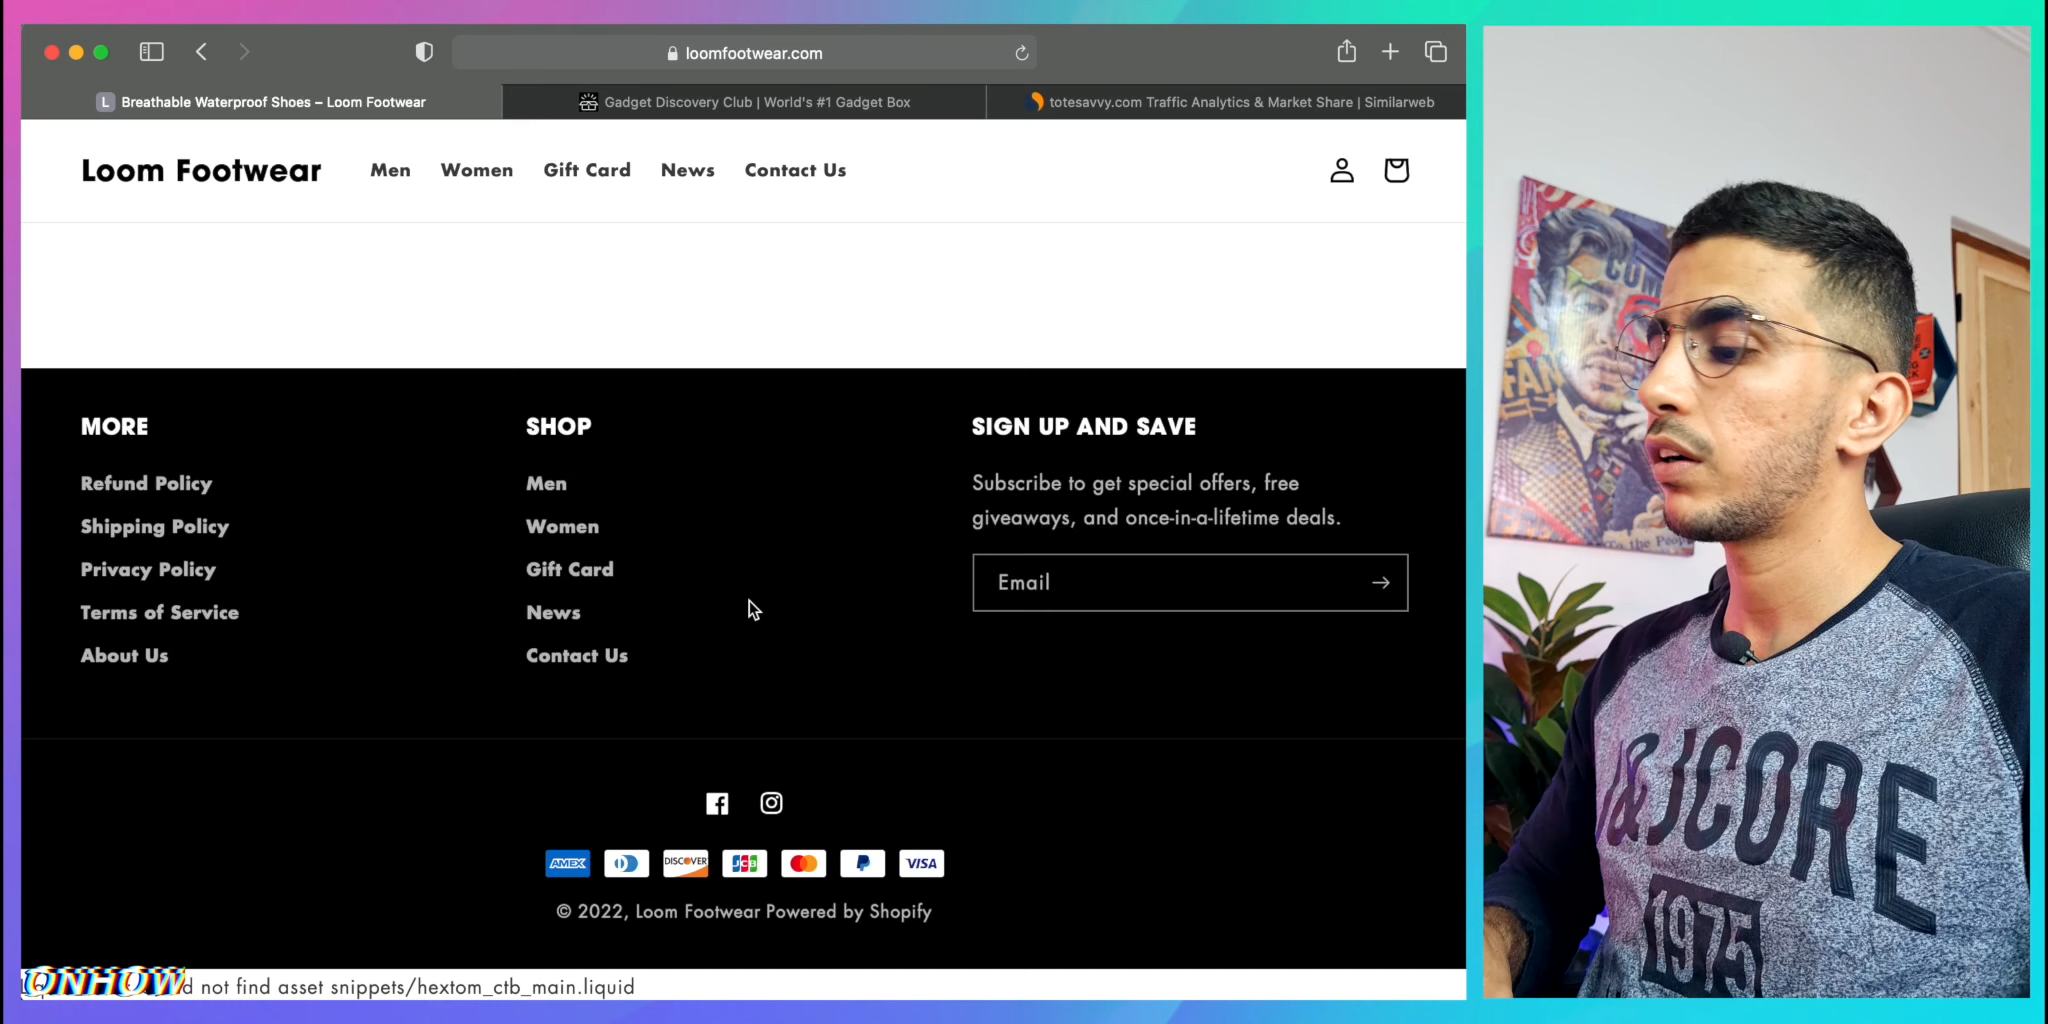 loomfootwear.com
L Breathable Waterproof Shoes – Loom Footwear
Gadget Discovery Club | World's #1 Gadget Box
totesavvy.com Traffic Analytics & Market Share | Similarweb
Loom Footwear
Men
Women
Gift Card
News
Contact Us
MORE
Refund Policy
Shipping Policy
Privacy Policy
Terms of Service
About Us
SHOP
Men
Women
Gift Card
News
Contact Us
SIGN UP AND SAVE
Subscribe to get special offers, free
giveaways, and once-in-a-lifetime deals.
Email
AMEX
DISCOVER
JCB
VISA
© 2022, Loom Footwear Powered by Shopify
ONHOW
not find asset snippets/hextom_ctb_main.liquid
FAN
the
&JCORE
1975